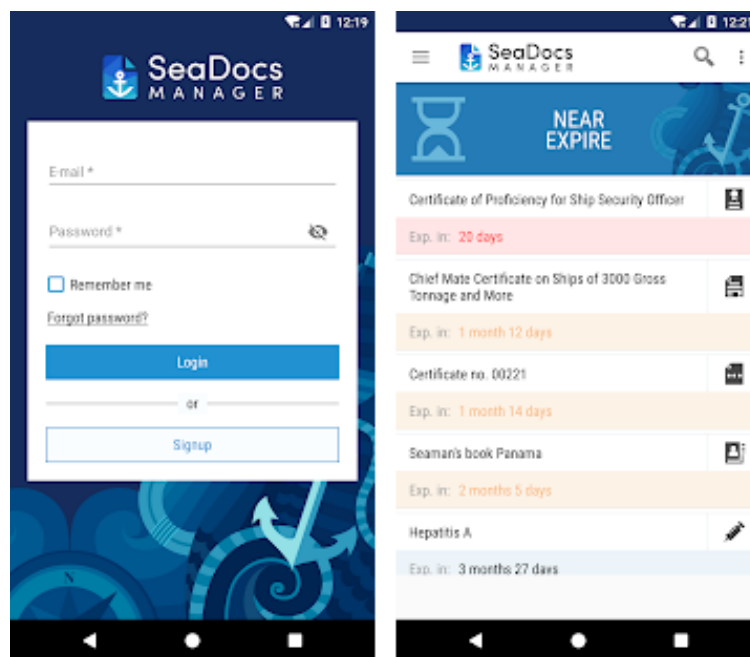 12:19
SeaDocs
MANAGER
E-mail *
Password *
Remember me
Forgot password?
Login
or
Signup
N
12:21
SeaDocs
MANAGER
NEAR
EXPIRE
Certificate of Proficiency for Ship Security Officer
Exp. in: 20 days
Chief Mate Certificate on Ships of 3000 Gross
Tonnage and More
Exp. in: 1 month 12 days
Certificate no. 00221
Exp. in: 1 month 14 days
Seaman's book Panama
Exp. in: 2 months 5 days
Hepatitis A
Exp. in: 3 months 27 days